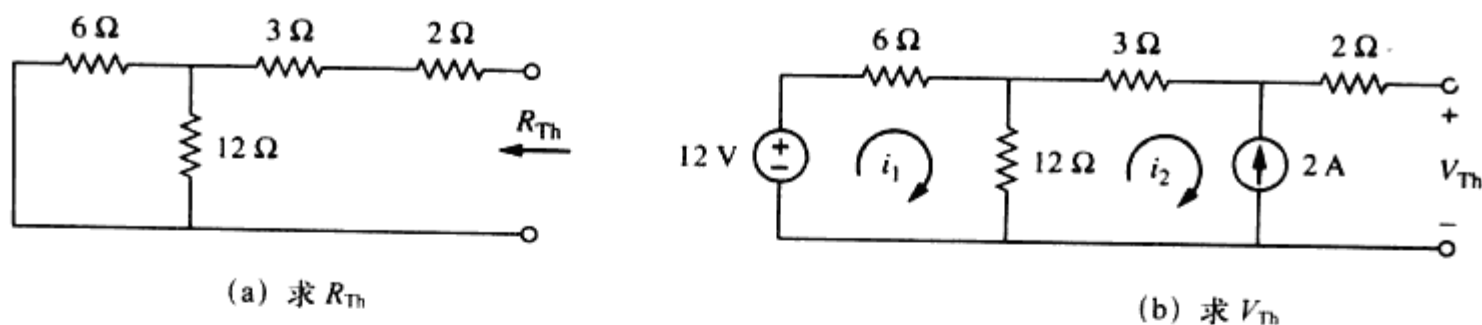 6 Ω 3 Ω 2 Ω
12 Ω
R_Th
(a) 求 R_Th
6 Ω 3 Ω 2 Ω
12 V
+
−
i_1
12 Ω
i_2
2 A
+
V_Th
−
(b) 求 V_Th